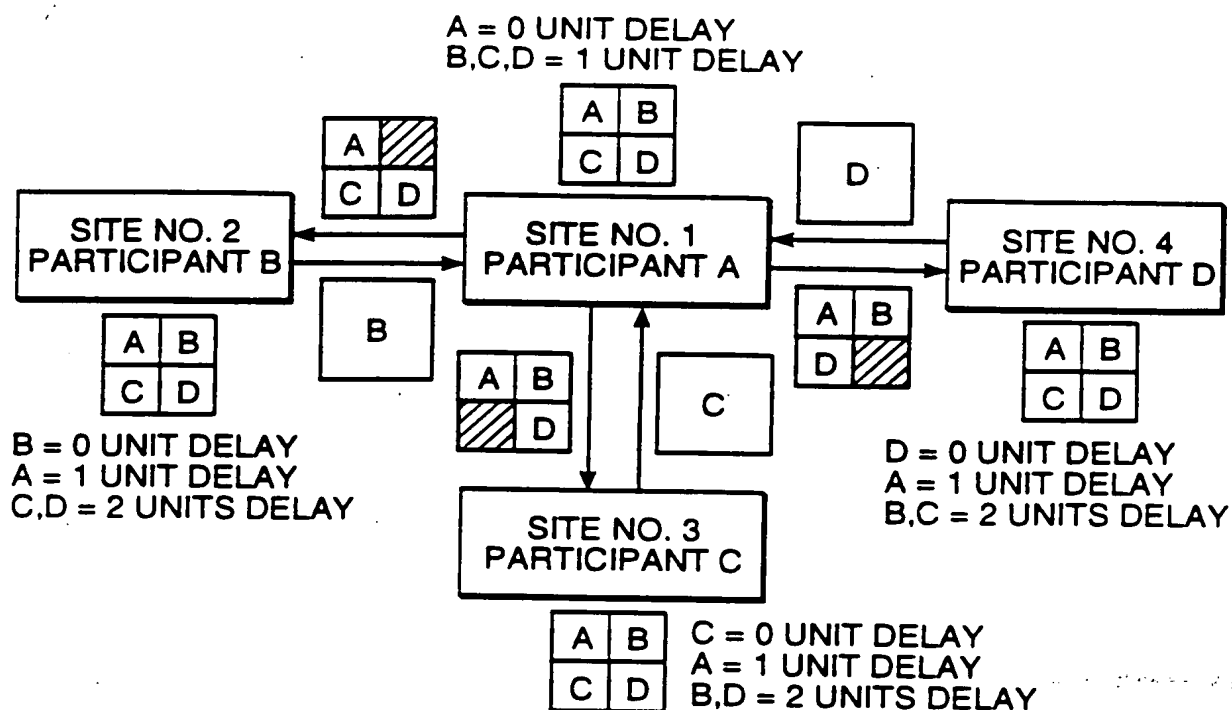 A = 0 UNIT DELAY
B,C,D = 1 UNIT DELAY
A B
C D
A
C D
D
SITE NO. 2
PARTICIPANT B
SITE NO. 1
PARTICIPANT A
SITE NO. 4
PARTICIPANT D
A B
C D
B
A B
D
C
A B
D
A B
C D
B = 0 UNIT DELAY
A = 1 UNIT DELAY
C,D = 2 UNITS DELAY
D = 0 UNIT DELAY
A = 1 UNIT DELAY
B,C = 2 UNITS DELAY
SITE NO. 3
PARTICIPANT C
A B
C D
C = 0 UNIT DELAY
A = 1 UNIT DELAY
B,D = 2 UNITS DELAY